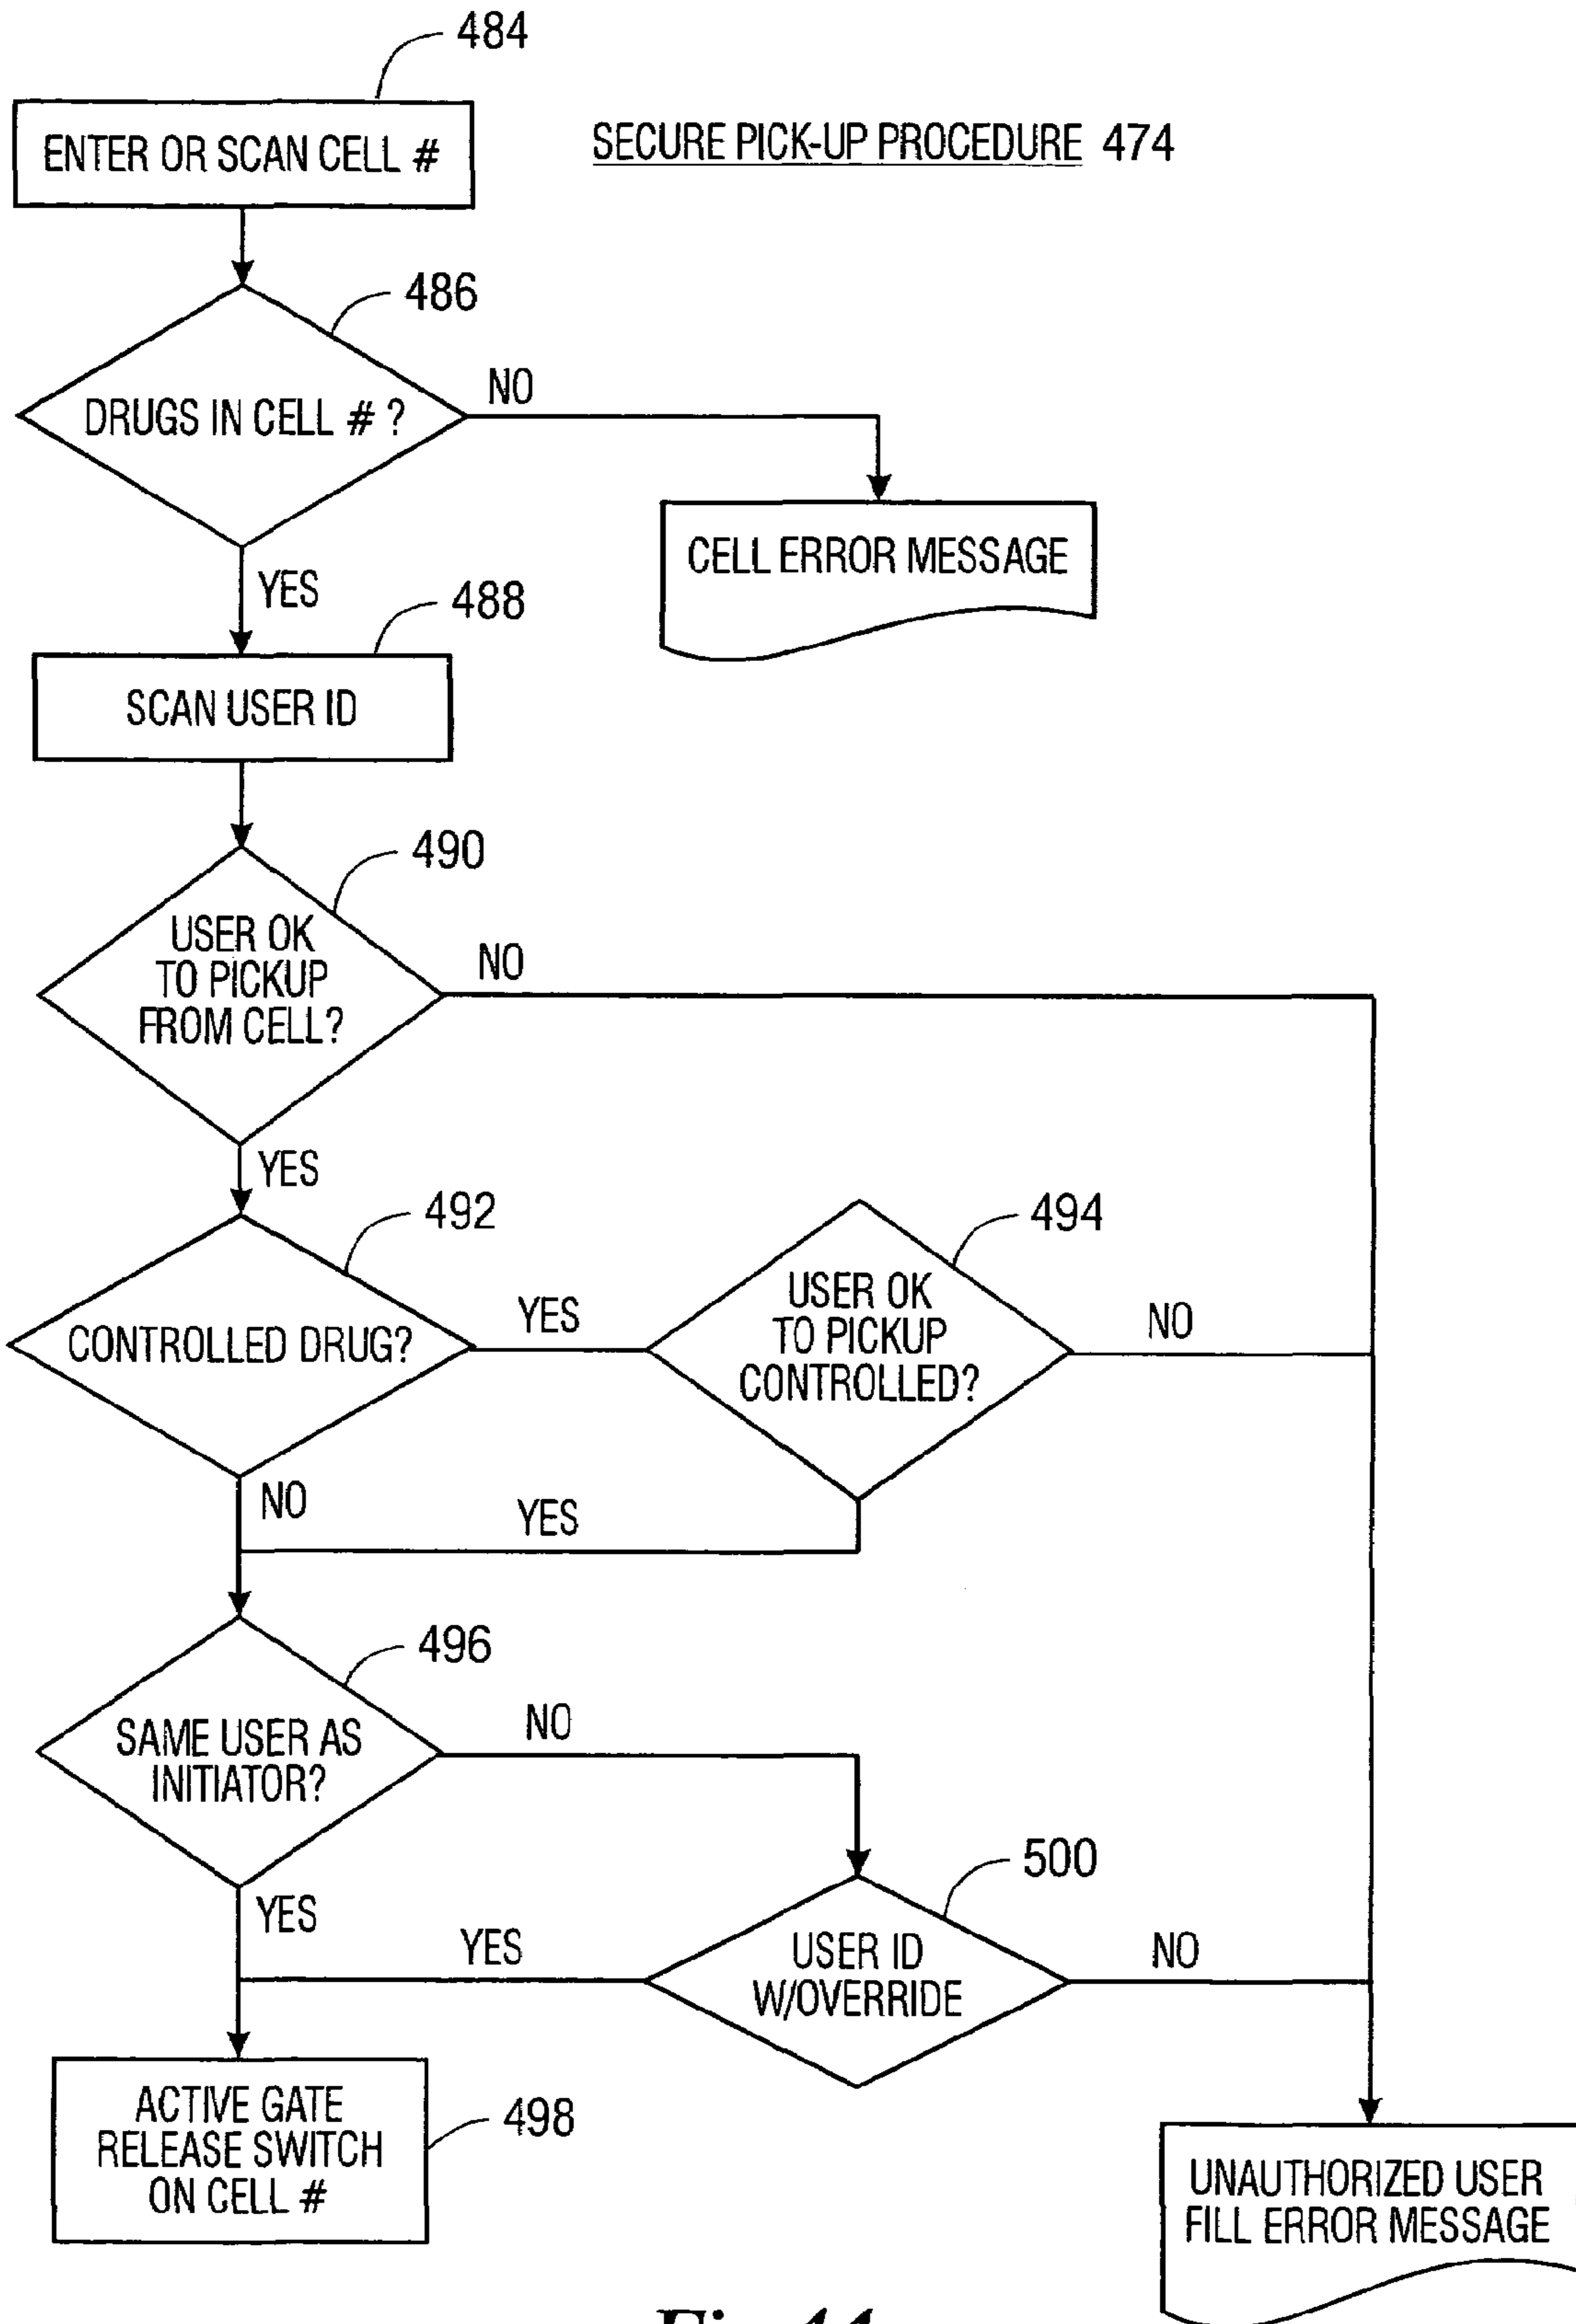 484
ENTER OR SCAN CELL #
SECURE PICK-UP PROCEDURE 474
486
DRUGS IN CELL # ?
NO
CELL ERROR MESSAGE
YES
488
SCAN USER ID
490
USER OK
TO PICKUP
FROM CELL?
NO
YES
492
CONTROLLED DRUG?
YES
494
USER OK
TO PICKUP
CONTROLLED?
NO
NO
YES
496
SAME USER AS
INITIATOR?
NO
500
YES
YES
USER ID
W/OVERRIDE
NO
ACTIVE GATE
RELEASE SWITCH
ON CELL #
498
UNAUTHORIZED USER
FILL ERROR MESSAGE